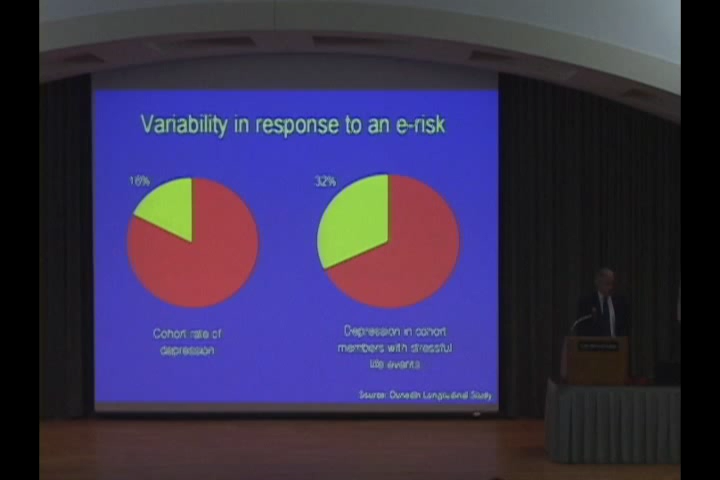 Variability in response to an e-risk
32%
Cohort rate of
depression
Depression in cohort
members with stressful
life events
Source: Dunedin Longitudinal Study